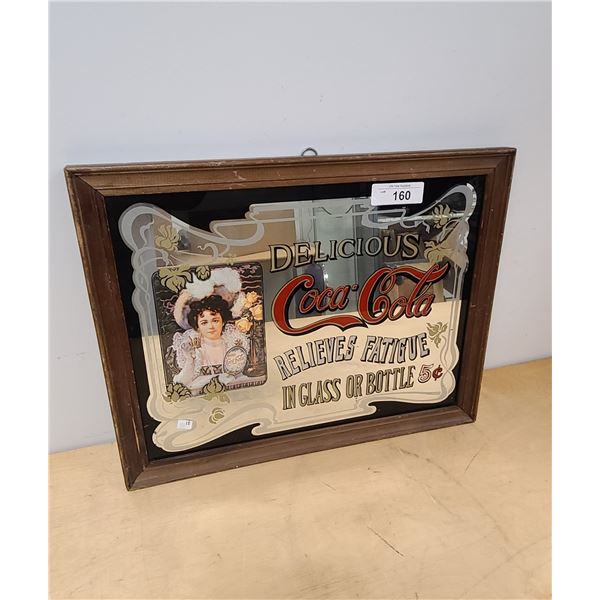 160
DELICIOUS
Coca-Cola
RELIEVES FATIGUE
IN GLASS OR BOTTLE 5¢